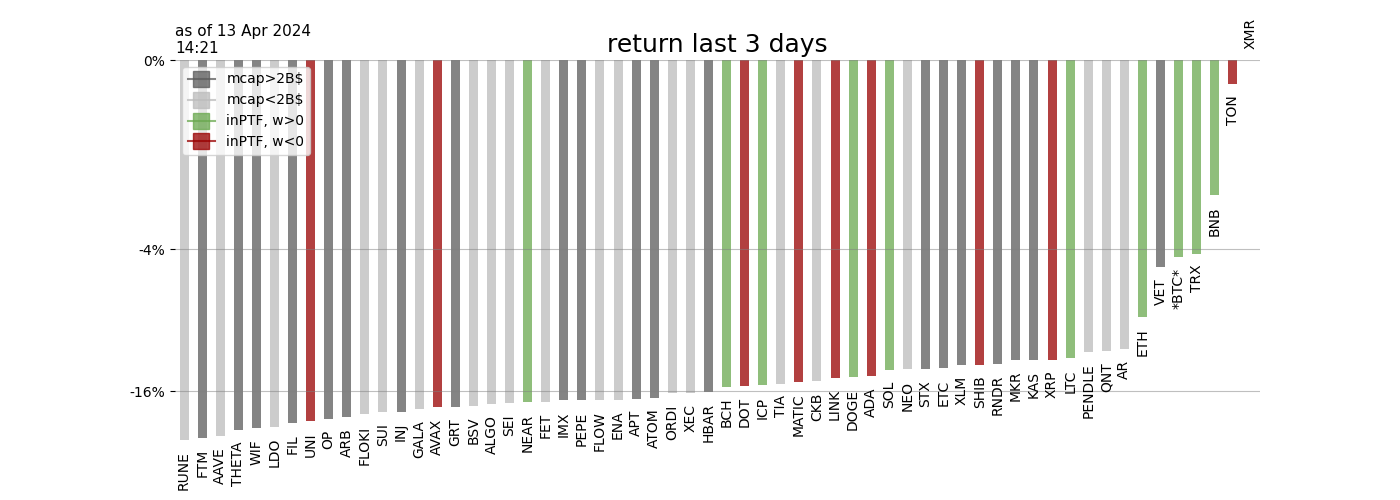 as of 13 Apr 2024
14:21
return last 3 days
XMR
0%
mcap>2B$
mcap<2B$
inPTF, w>0
inPTF, w<0
-4%
-16%
RUNE
FTM
AAVE
THETA
WIF
LDO
FIL
UNI
OP
ARB
FLOKI
SUI
INJ
GALA
AVAX
GRT
BSV
ALGO
SEI
NEAR
FET
IMX
PEPE
FLOW
ENA
APT
ATOM
ORDI
XEC
HBAR
BCH
DOT
ICP
TIA
MATIC
CKB
LINK
DOGE
ADA
SOL
NEO
STX
ETC
XLM
SHIB
RNDR
MKR
KAS
XRP
LTC
PENDLE
QNT
AR
ETH
VET
*BTC*
TRX
BNB
TON